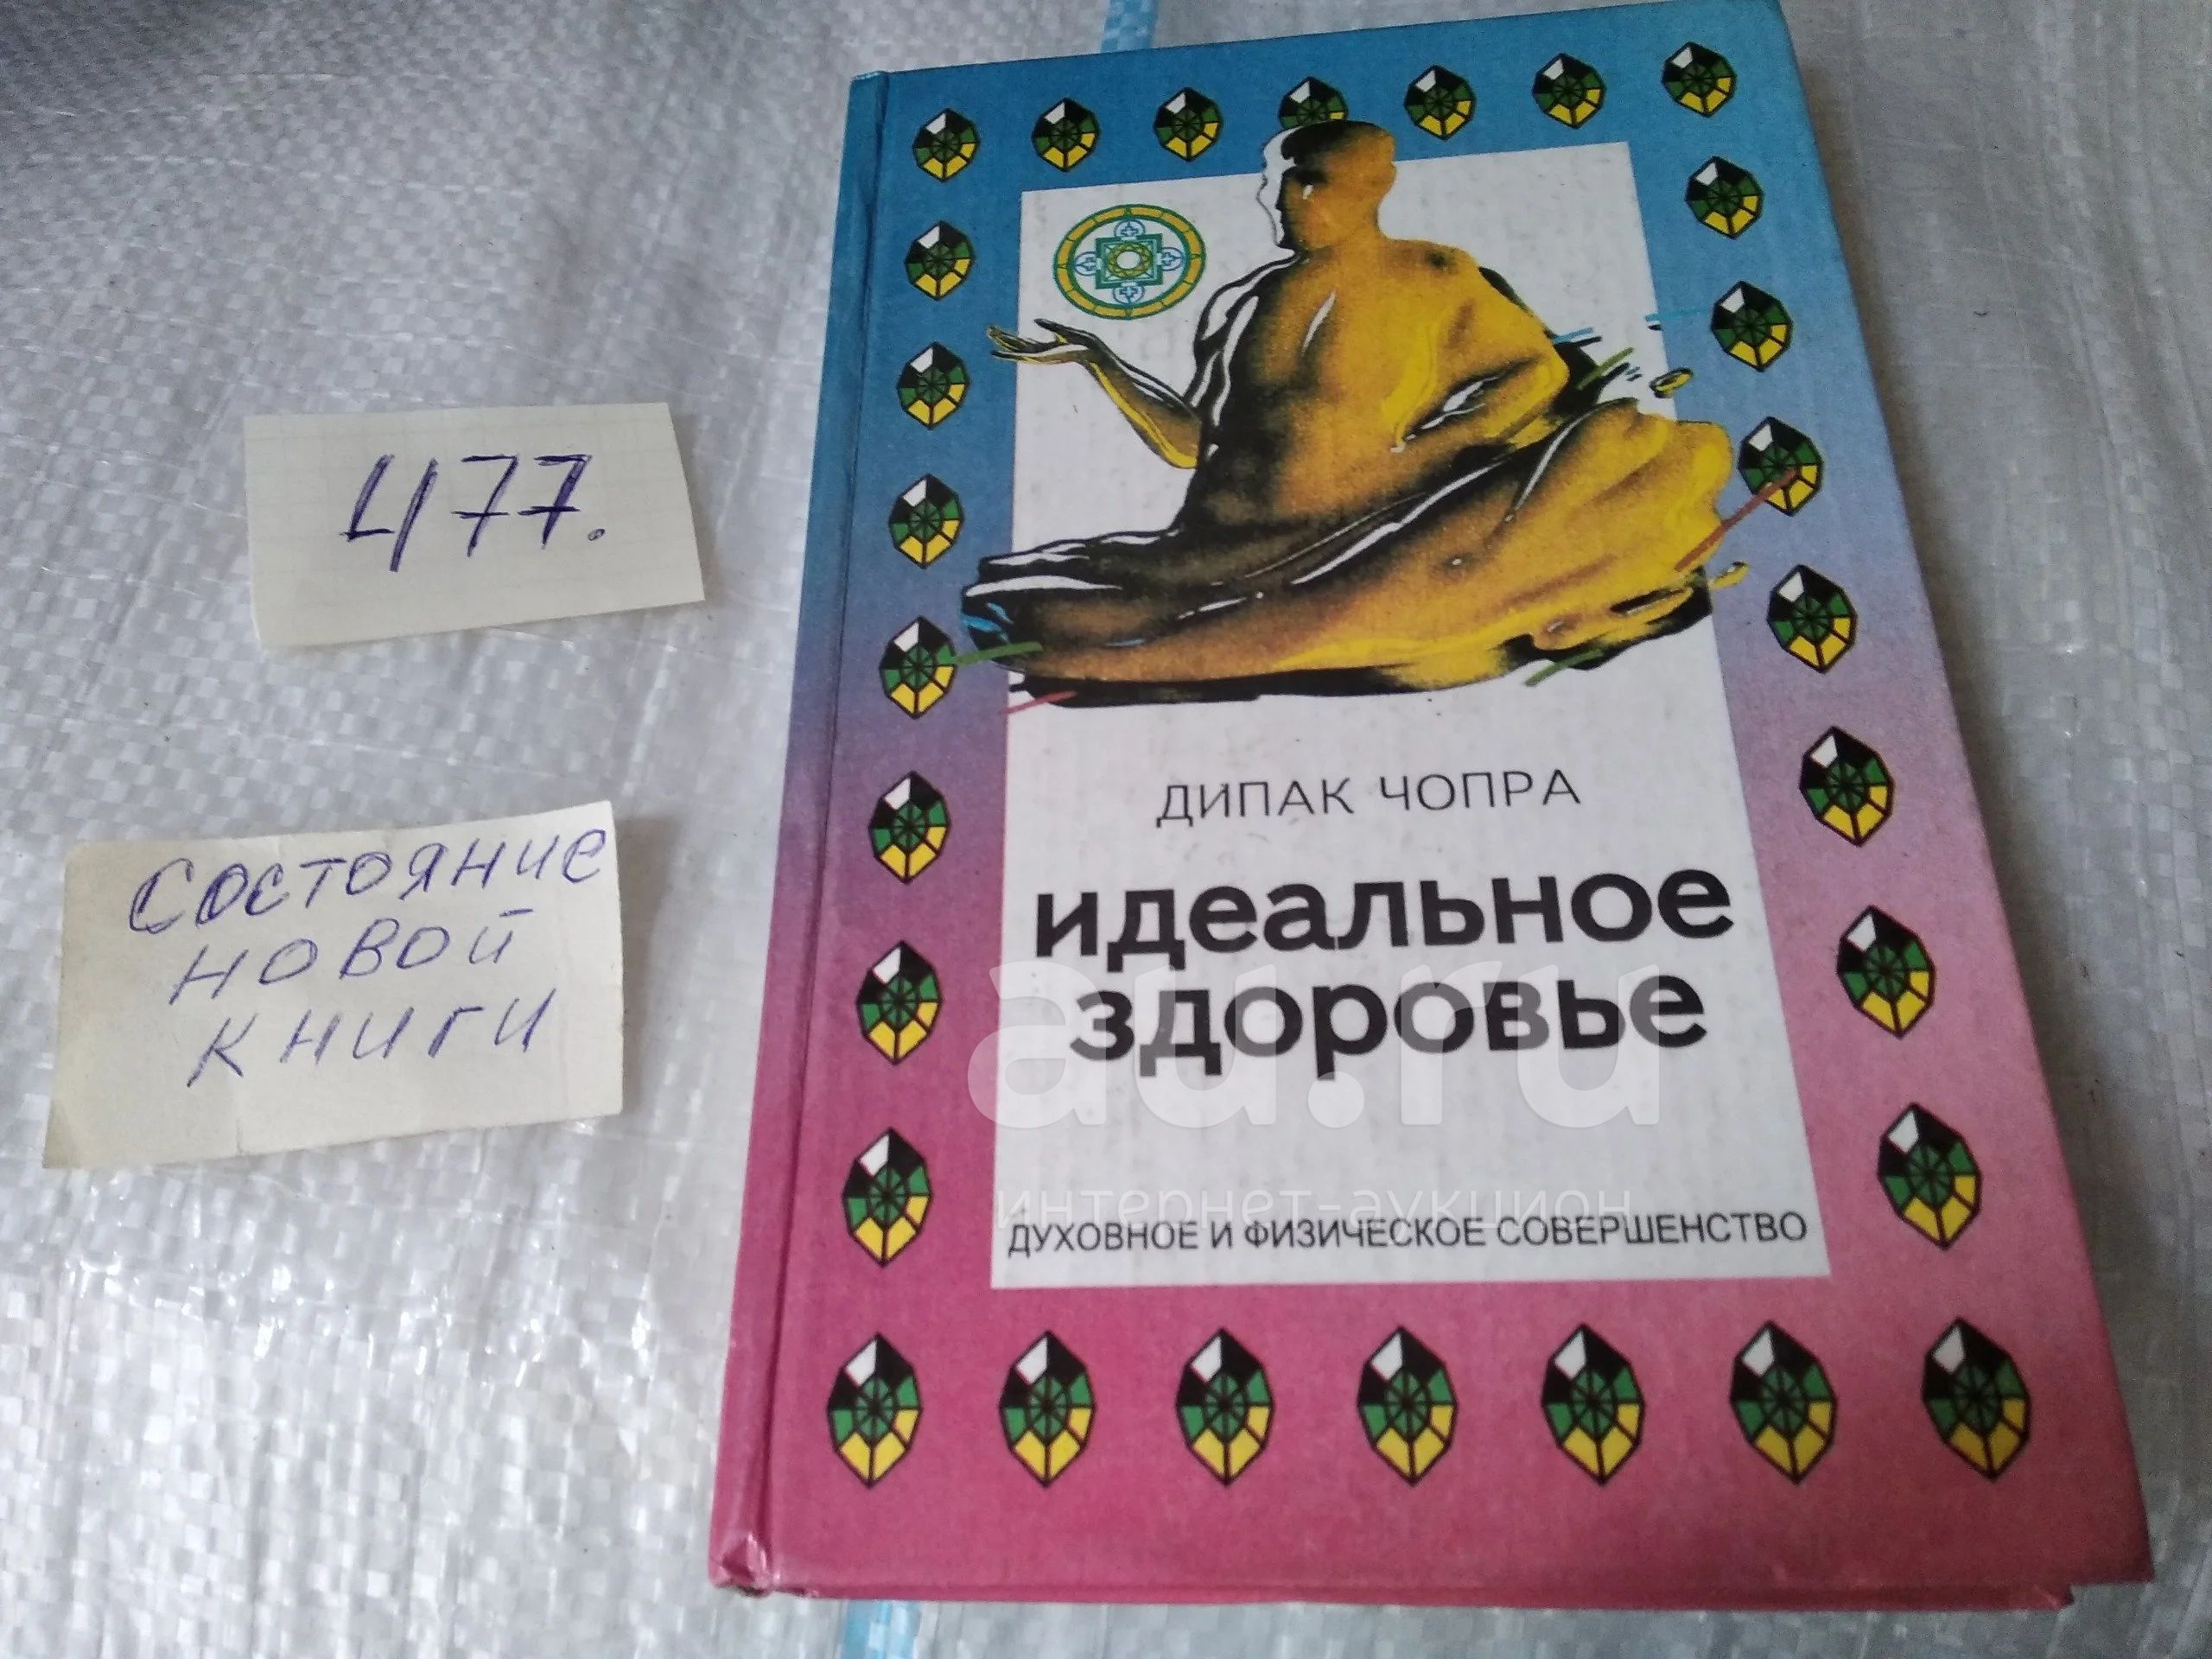 477.
Состояние
новой
книги
ДИПАК ЧОПРА
идеальное
здоровье
au.ru
интернет-аукцион
ДУХОВНОЕ И ФИЗИЧЕСКОЕ СОВЕРШЕНСТВО